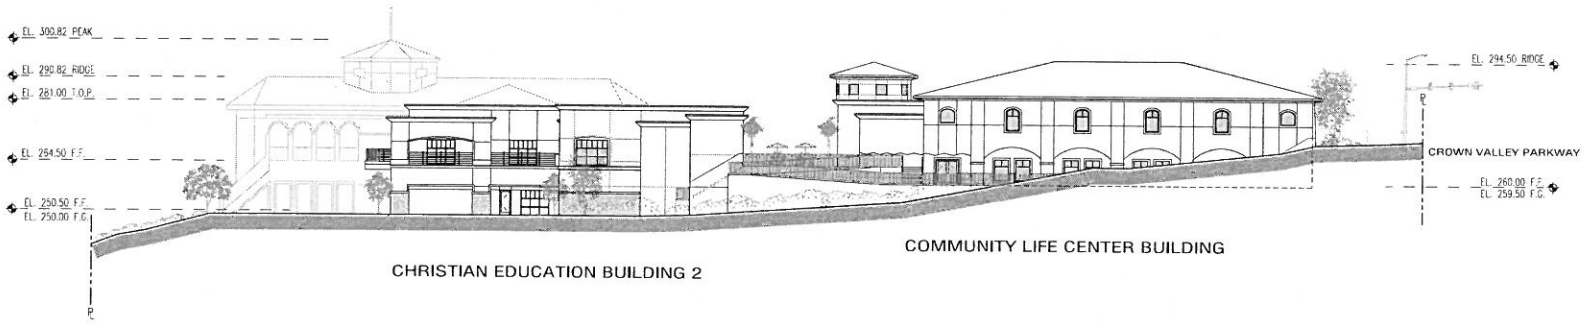 EL. 300.82 PEAK
EL. 290.82 RIDGE
EL. 281.00 T.O.P.
EL. 264.50 F.F.
EL. 250.50 F.F.
EL. 250.00 F.G.
EL. 294.50 RIDGE
CROWN VALLEY PARKWAY
EL. 260.00 F.F.
EL. 259.50 F.G.
COMMUNITY LIFE CENTER BUILDING
CHRISTIAN EDUCATION BUILDING 2